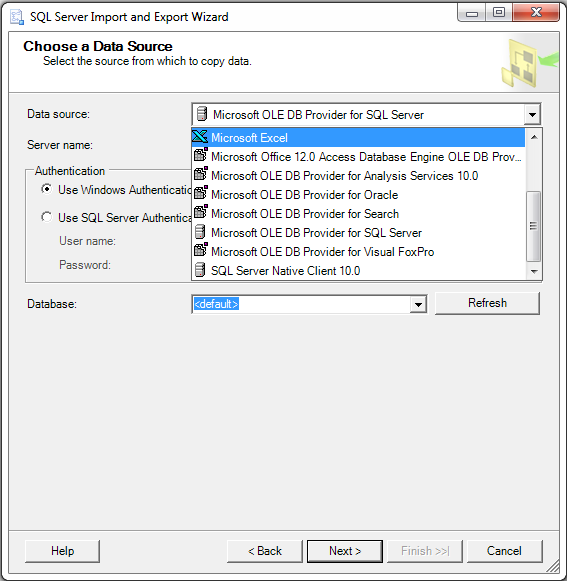 SQL Server Import and Export Wizard
Choose a Data Source
Select the source from which to copy data.
Data source:
Microsoft OLE DB Provider for SQL Server
Microsoft Excel
Server name:
Microsoft Office 12.0 Access Database Engine OLE DB Prov...
Authentication
Microsoft OLE DB Provider for Analysis Services 10.0
Use Windows Authenticatio
Microsoft OLE DB Provider for Oracle
Microsoft OLE DB Provider for Search
Use SQL Server Authentica
Microsoft OLE DB Provider for SQL Server
User name:
Microsoft OLE DB Provider for Visual FoxPro
Password:
SQL Server Native Client 10.0
Database:
<default>
Refresh
Help
< Back
Next >
Finish >>|
Cancel